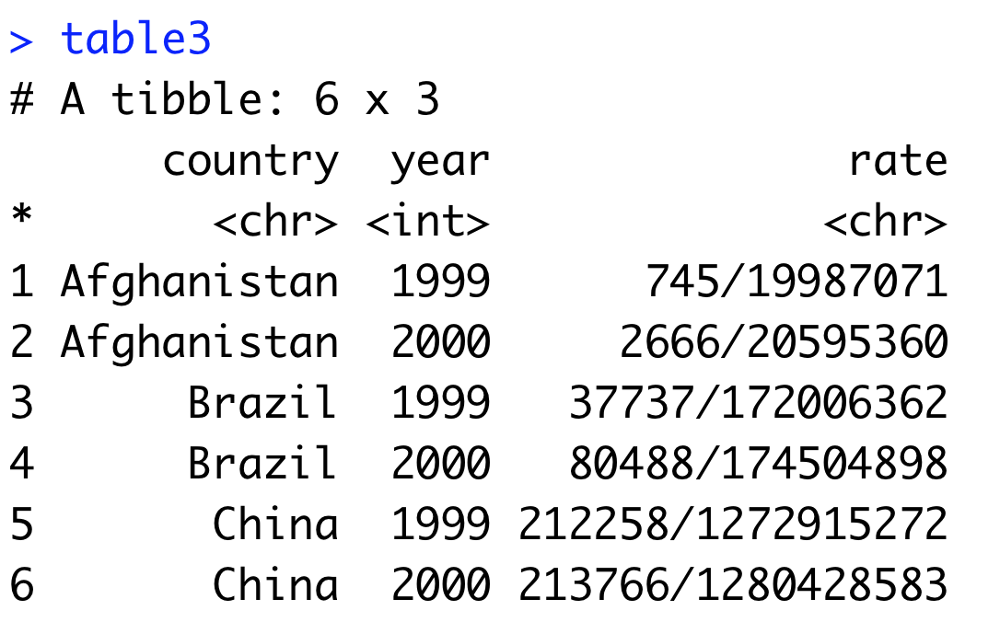 > table3
# A tibble: 6 x 3
country year rate
* <chr> <int> <chr>
1 Afghanistan 1999 745/19987071
2 Afghanistan 2000 2666/20595360
3 Brazil 1999 37737/172006362
4 Brazil 2000 80488/174504898
5 China 1999 212258/1272915272
6 China 2000 213766/1280428583